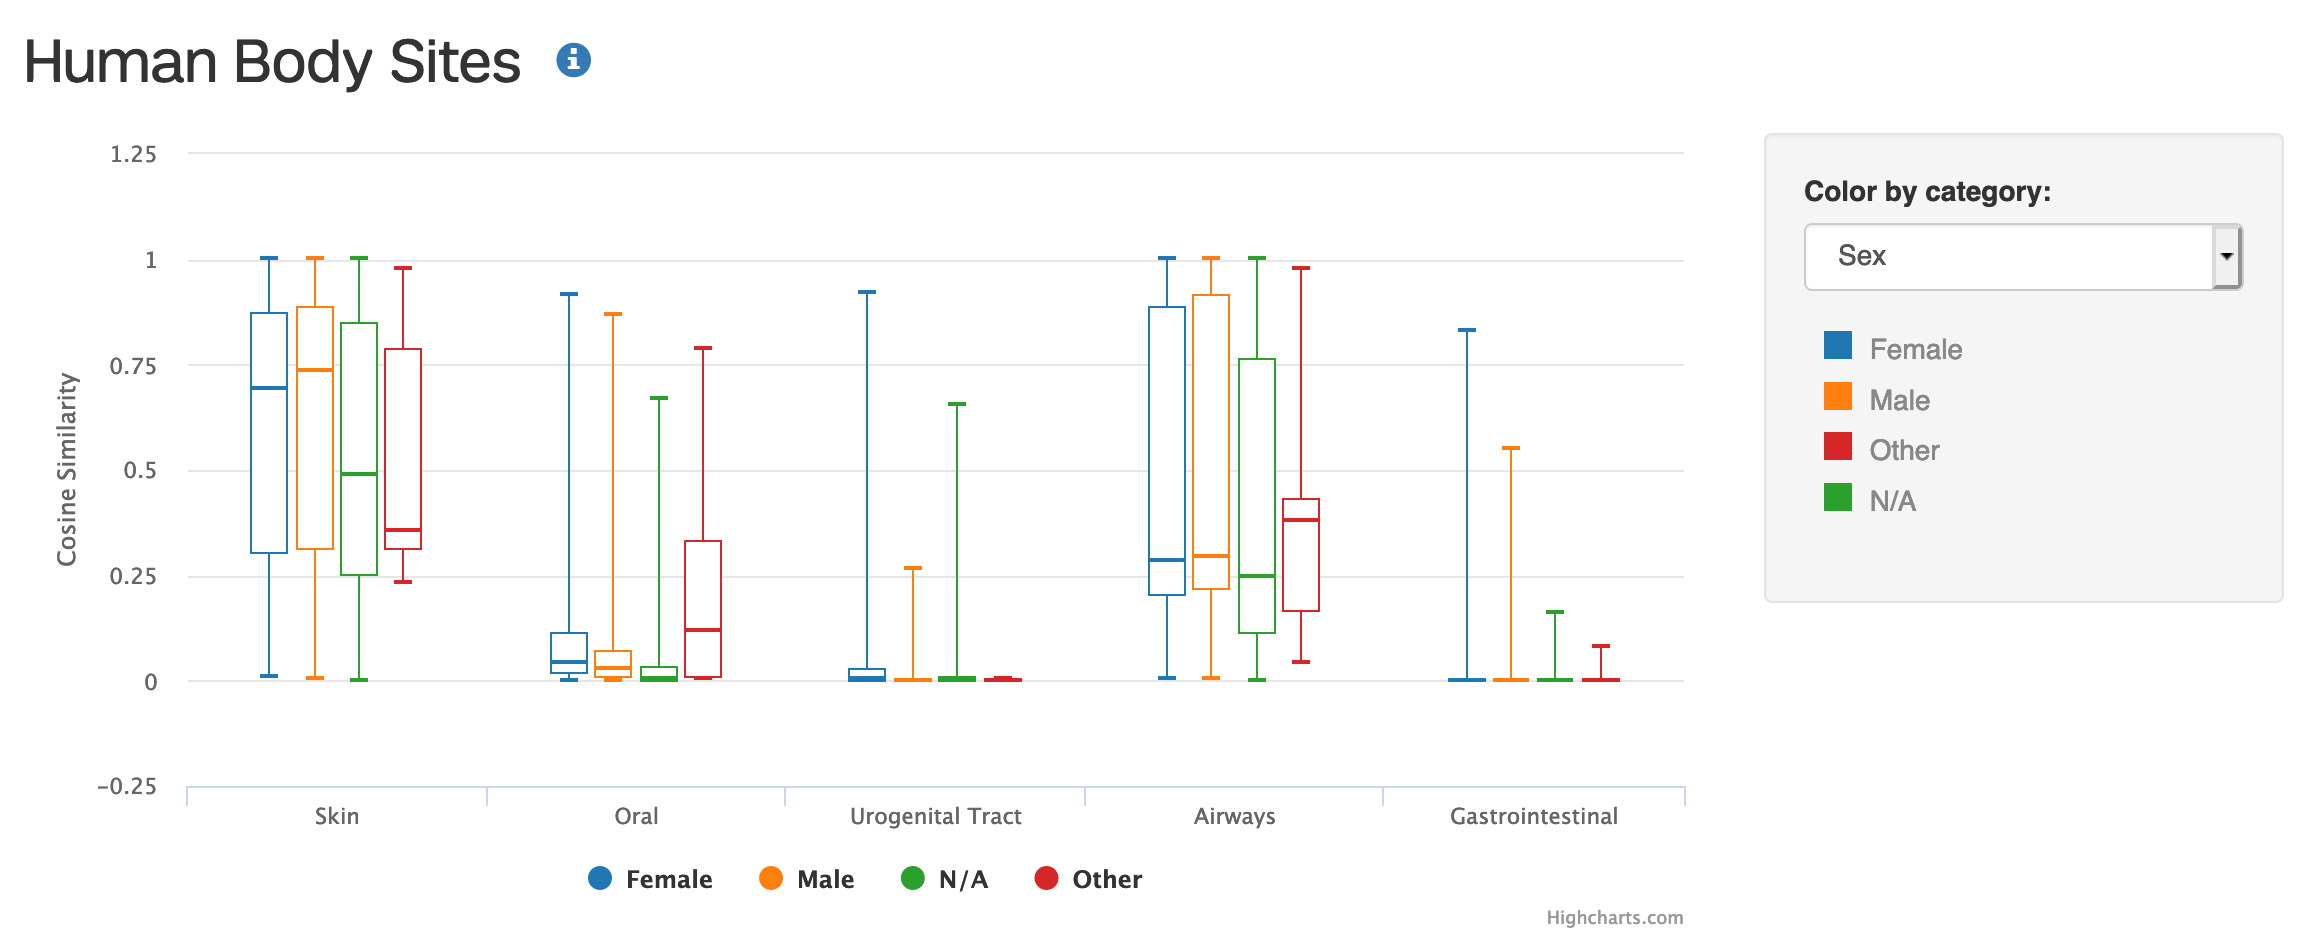 Human Body Sites
Color by category:
Sex
Female
Male
Other
N/A
Cosine Similarity
1.25
1
0.75
0.5
0.25
0
−0.25
Skin Oral Urogenital Tract Airways Gastrointestinal
Female Male N/A Other
Highcharts.com